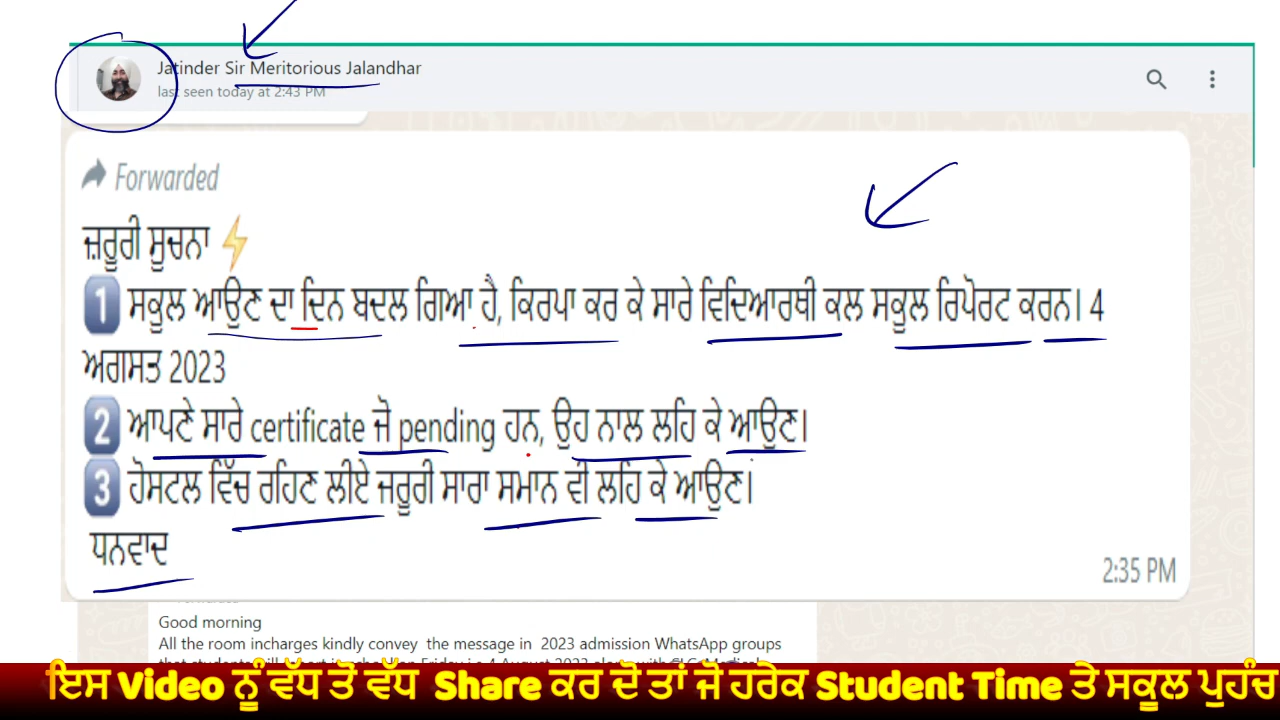 Jatinder Sir Meritorious Jalandhar
last seen today at 2:43 PM
Forwarded
ਜ਼ਰੂਰੀ ਸੂਚਨਾ ⚡
1️⃣ ਸਕੂਲ ਆਉਣ ਦਾ ਦਿਨ ਬਦਲ ਗਿਆ ਹੈ, ਕਿਰਪਾ ਕਰ ਕੇ ਸਾਰੇ ਵਿਦਿਆਰਥੀ ਕਲ ਸਕੂਲ ਰਿਪੋਰਟ ਕਰਨ। 4
ਅਗਸਤ 2023
2️⃣ ਆਪਣੇ ਸਾਰੇ certificate ਜੋ pending ਹਨ, ਉਹ ਨਾਲ ਲਹਿ ਕੇ ਆਉਣ।
3️⃣ ਹੋਸਟਲ ਵਿੱਚ ਰਹਿਣ ਲੀਏ ਜਰੂਰੀ ਸਾਰਾ ਸਮਾਨ ਵੀ ਲਹਿ ਕੇ ਆਉਣ।
ਧਨਵਾਦ
2:35 PM
Good morning
All the room incharges kindly convey the message in 2023 admission WhatsApp groups
ਇਸ Video ਨੂੰ ਵੱਧ ਤੋਂ ਵੱਧ Share ਕਰ ਦੋ ਤਾਂ ਜੋ ਹਰੇਕ Student Time ਤੇ ਸਕੂਲ ਪੁਹੰਚ